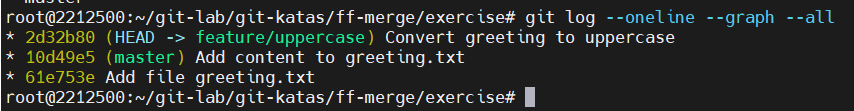 master
root@2212500:~/git-lab/git-katas/ff-merge/exercise# git log --oneline --graph --all
* 2d32b80 (HEAD -> feature/uppercase) Convert greeting to uppercase
* 10d49e5 (master) Add content to greeting.txt
* 61e753e Add file greeting.txt
root@2212500:~/git-lab/git-katas/ff-merge/exercise#